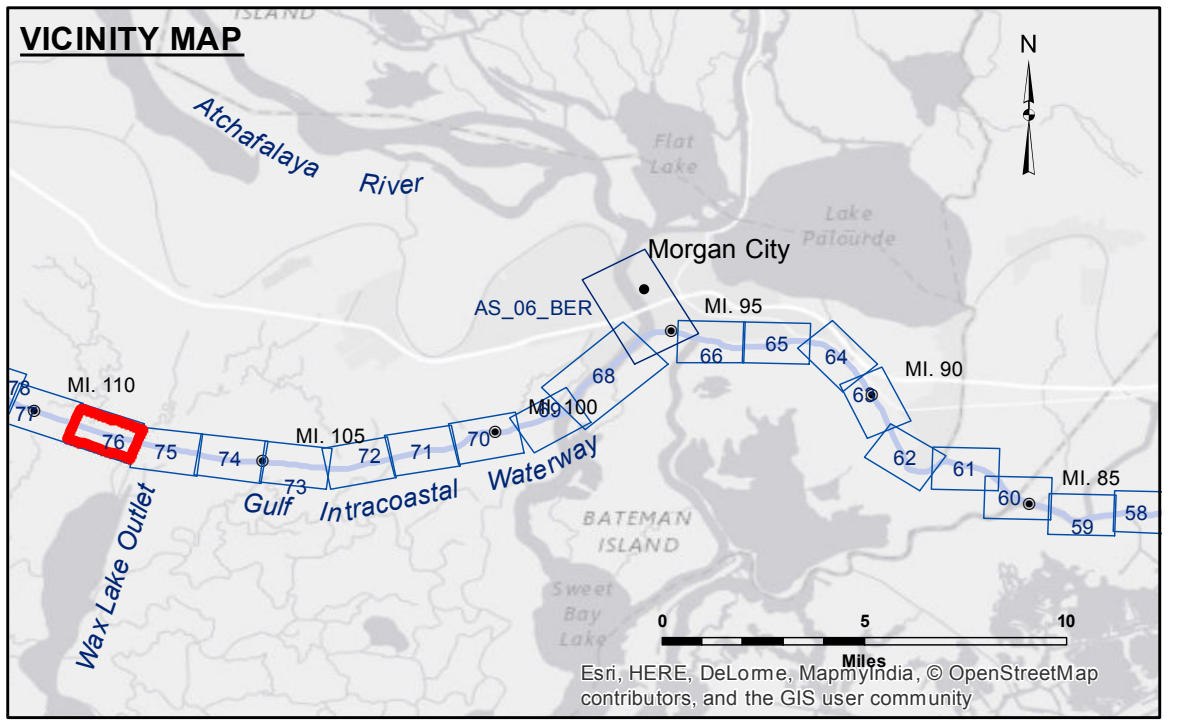 ISLAND
VICINITY MAP
N
Atchafalaya River
Flat
Lake
Lake
Palourde
Morgan City
AS_06_BER
MI. 95
66
65
64
68
MI. 90
63
78
MI. 110
77
76
75
74
MI. 105
73
72
71
70
69
MI. 100
62
61
MI. 85
60
59
58
Gulf Intracoastal Waterway
Wax Lake Outlet
BATEMAN
ISLAND
Sweet
Bay
Lake
0 5 10
Miles
Esri, HERE, DeLorme, MapmyIndia, © OpenStreetMap
contributors, and the GIS user community